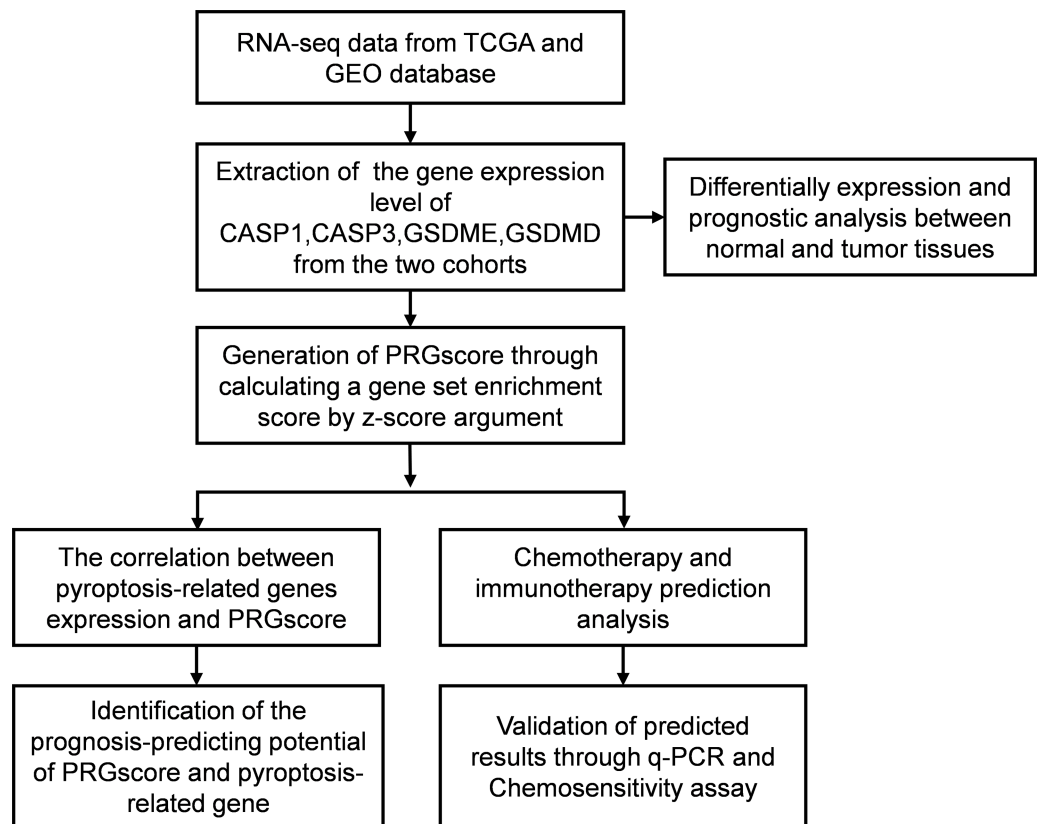 RNA-seq data from TCGA and
GEO database
Extraction of the gene expression
level of
CASP1,CASP3,GSDME,GSDMD
from the two cohorts
Differentially expression and
prognostic analysis between
normal and tumor tissues
Generation of PRGscore through
calculating a gene set enrichment
score by z-score argument
The correlation between
pyroptosis-related genes
expression and PRGscore
Chemotherapy and
immunotherapy prediction
analysis
Identification of the
prognosis-predicting potential
of PRGscore and pyroptosis-
related gene
Validation of predicted
results through q-PCR and
Chemosensitivity assay